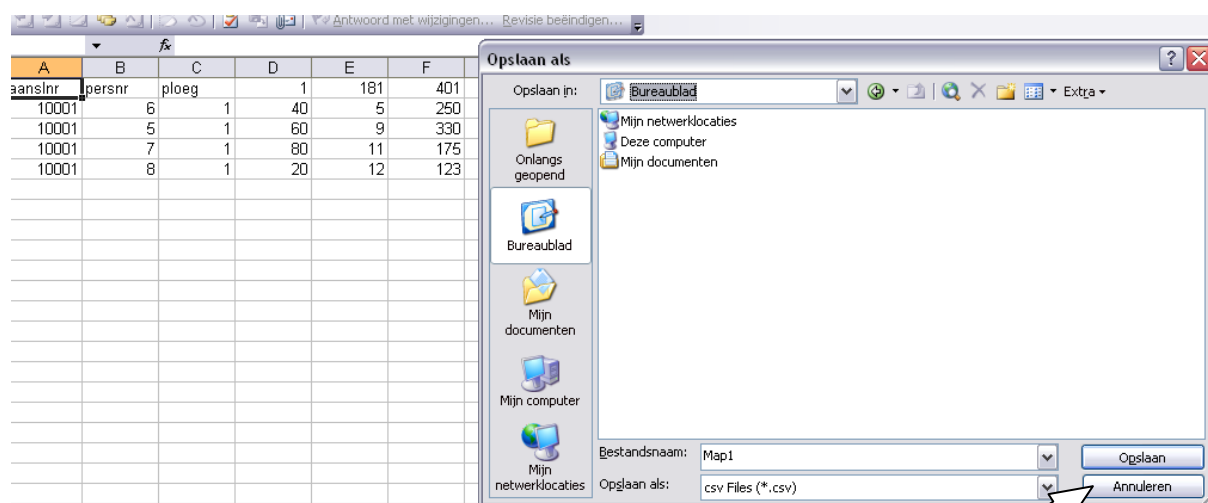 Antwoord met wijzigingen... Revisie beëindigen...
fx
A B C D E F
aanslnr persnr ploeg 1 181 401
10001 6 1 40 5 250
10001 5 1 60 9 330
10001 7 1 80 11 175
10001 8 1 20 12 123
Opslaan als
Opslaan in: Bureaublad Extra
Mijn netwerklocaties
Deze computer
Mijn documenten
Onlangs
geopend
Bureaublad
Mijn
documenten
Mijn computer
Mijn
netwerklocaties
Bestandsnaam: Map1 Opslaan
Opslaan als: csv Files (*.csv) Annuleren